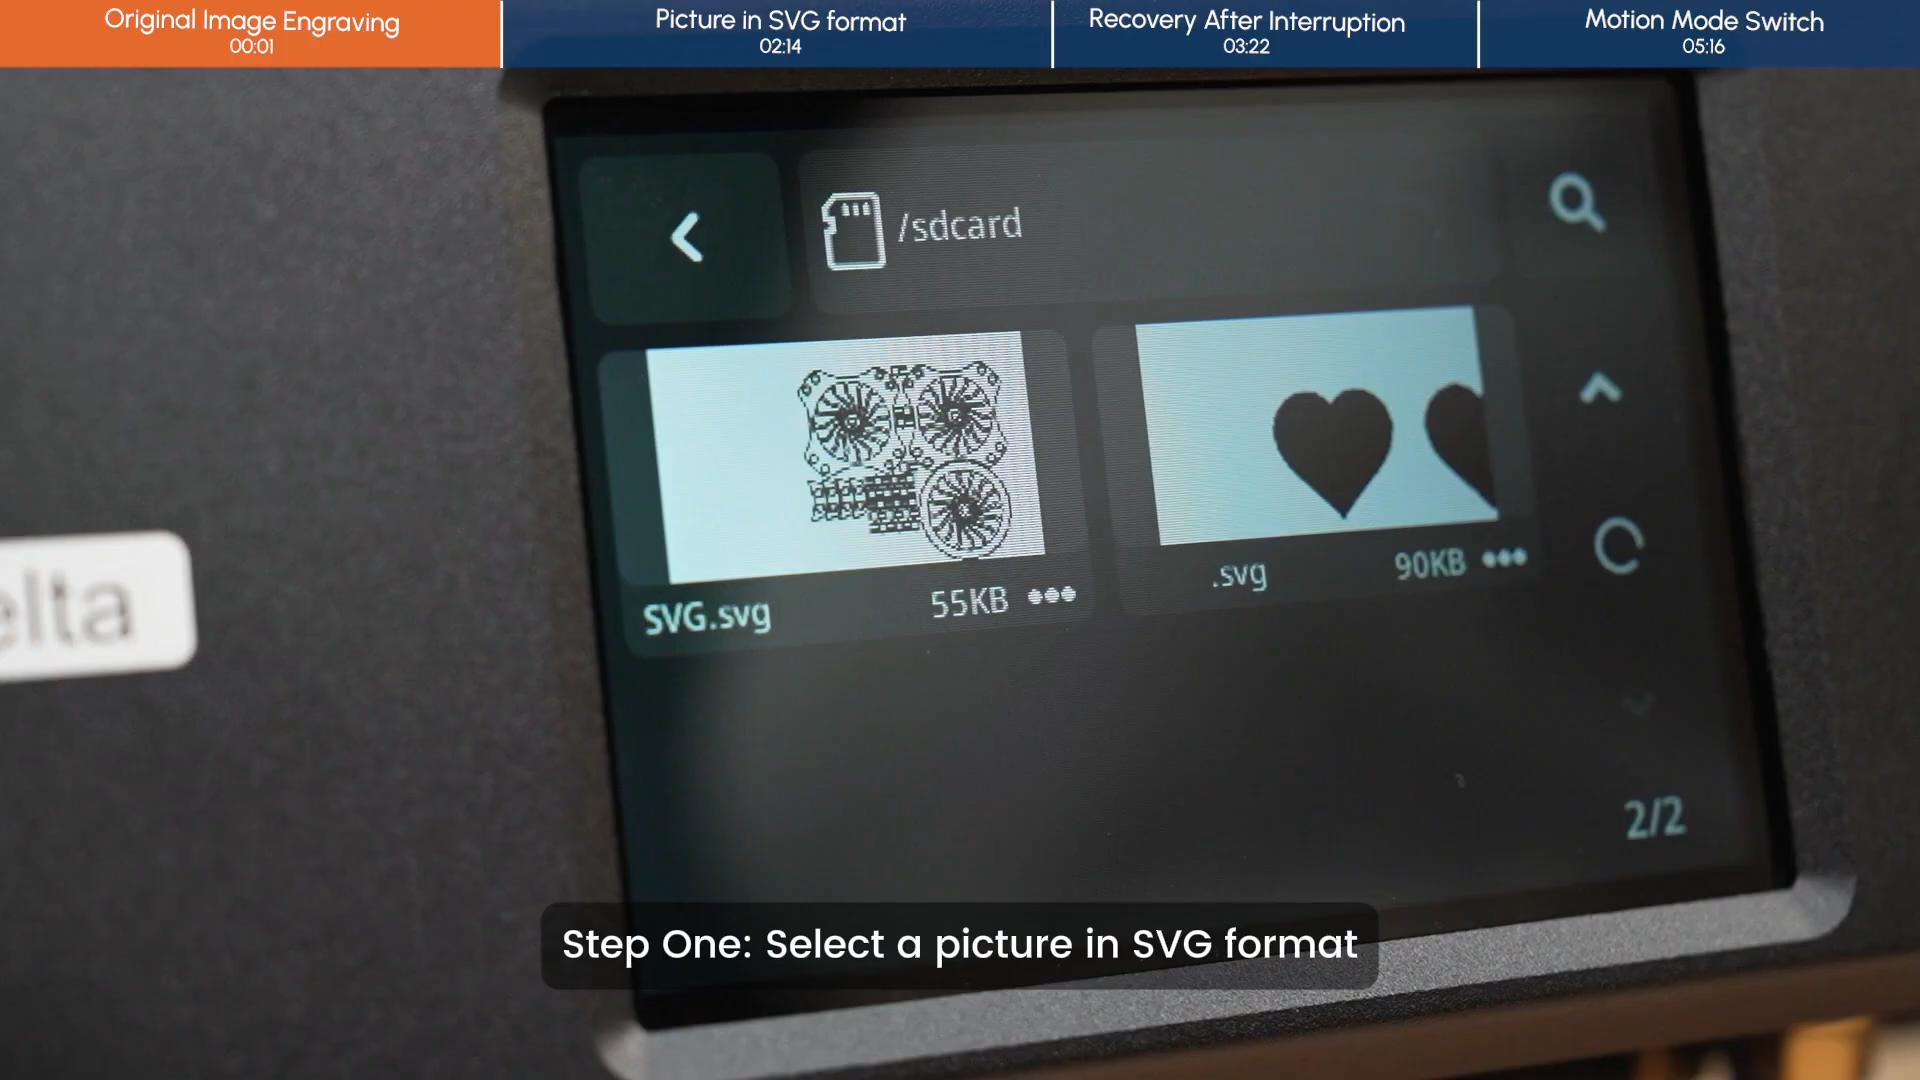 Original Image Engraving
00:01
Picture in SVG format
02:14
Recovery After Interruption
03:22
Motion Mode Switch
05:16
/sdcard
SVG.svg 55KB
.svg 90KB
elta
2/2
Step One: Select a picture in SVG format